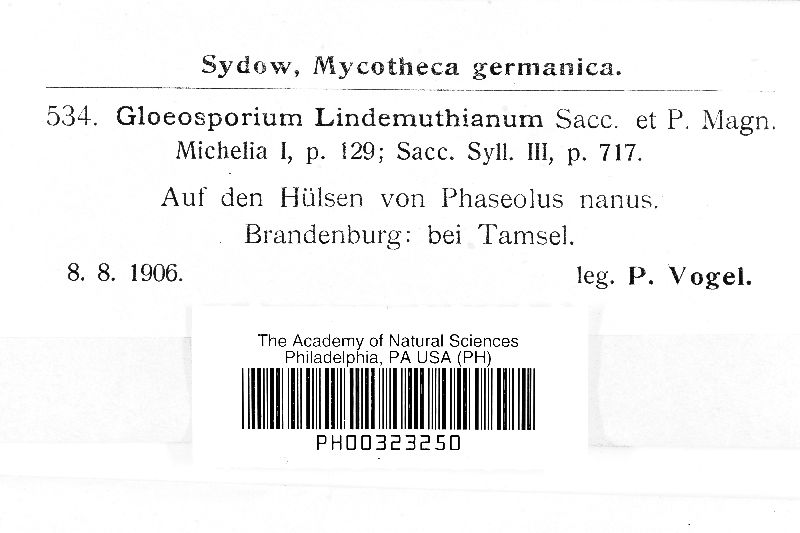 Sydow, Mycotheca germanica.
534. Gloeosporium Lindemuthianum Sacc. et P. Magn.
Michelia I, p. 129; Sacc. Syll. III, p. 717.
Auf den Hülsen von Phaseolus nanus.
Brandenburg: bei Tamsel.
8. 8. 1906. leg. P. Vogel.
The Academy of Natural Sciences
Philadelphia, PA USA (PH)
PH00323250